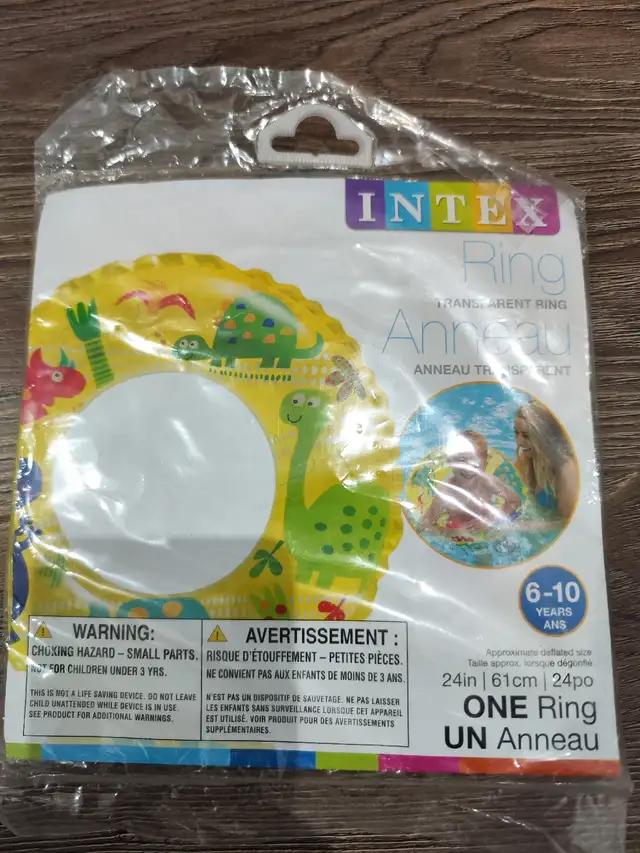 INTEX
Ring
TRANSPARENT RING
Anneau
ANNEAU TRANSPARENT
6-10
YEARS
ANS
Approximate deflated size
Taille approx. lorsque dégonflé
24in | 61cm | 24po
ONE Ring
UN Anneau
WARNING:
CHOKING HAZARD – SMALL PARTS.
NOT FOR CHILDREN UNDER 3 YRS.
THIS IS NOT A LIFE SAVING DEVICE. DO NOT LEAVE
CHILD UNATTENDED WHILE DEVICE IS IN USE.
SEE PRODUCT FOR ADDITIONAL WARNINGS.
AVERTISSEMENT :
RISQUE D'ÉTOUFFEMENT – PETITES PIÈCES.
NE CONVIENT PAS AUX ENFANTS DE MOINS DE 3 ANS.
N'EST PAS UN DISPOSITIF DE SAUVETAGE. NE PAS LAISSER
LES ENFANTS SANS SURVEILLANCE LORSQUE CET APPAREIL
EST UTILISÉ. VOIR PRODUIT POUR DES AVERTISSEMENTS
SUPPLÉMENTAIRES.